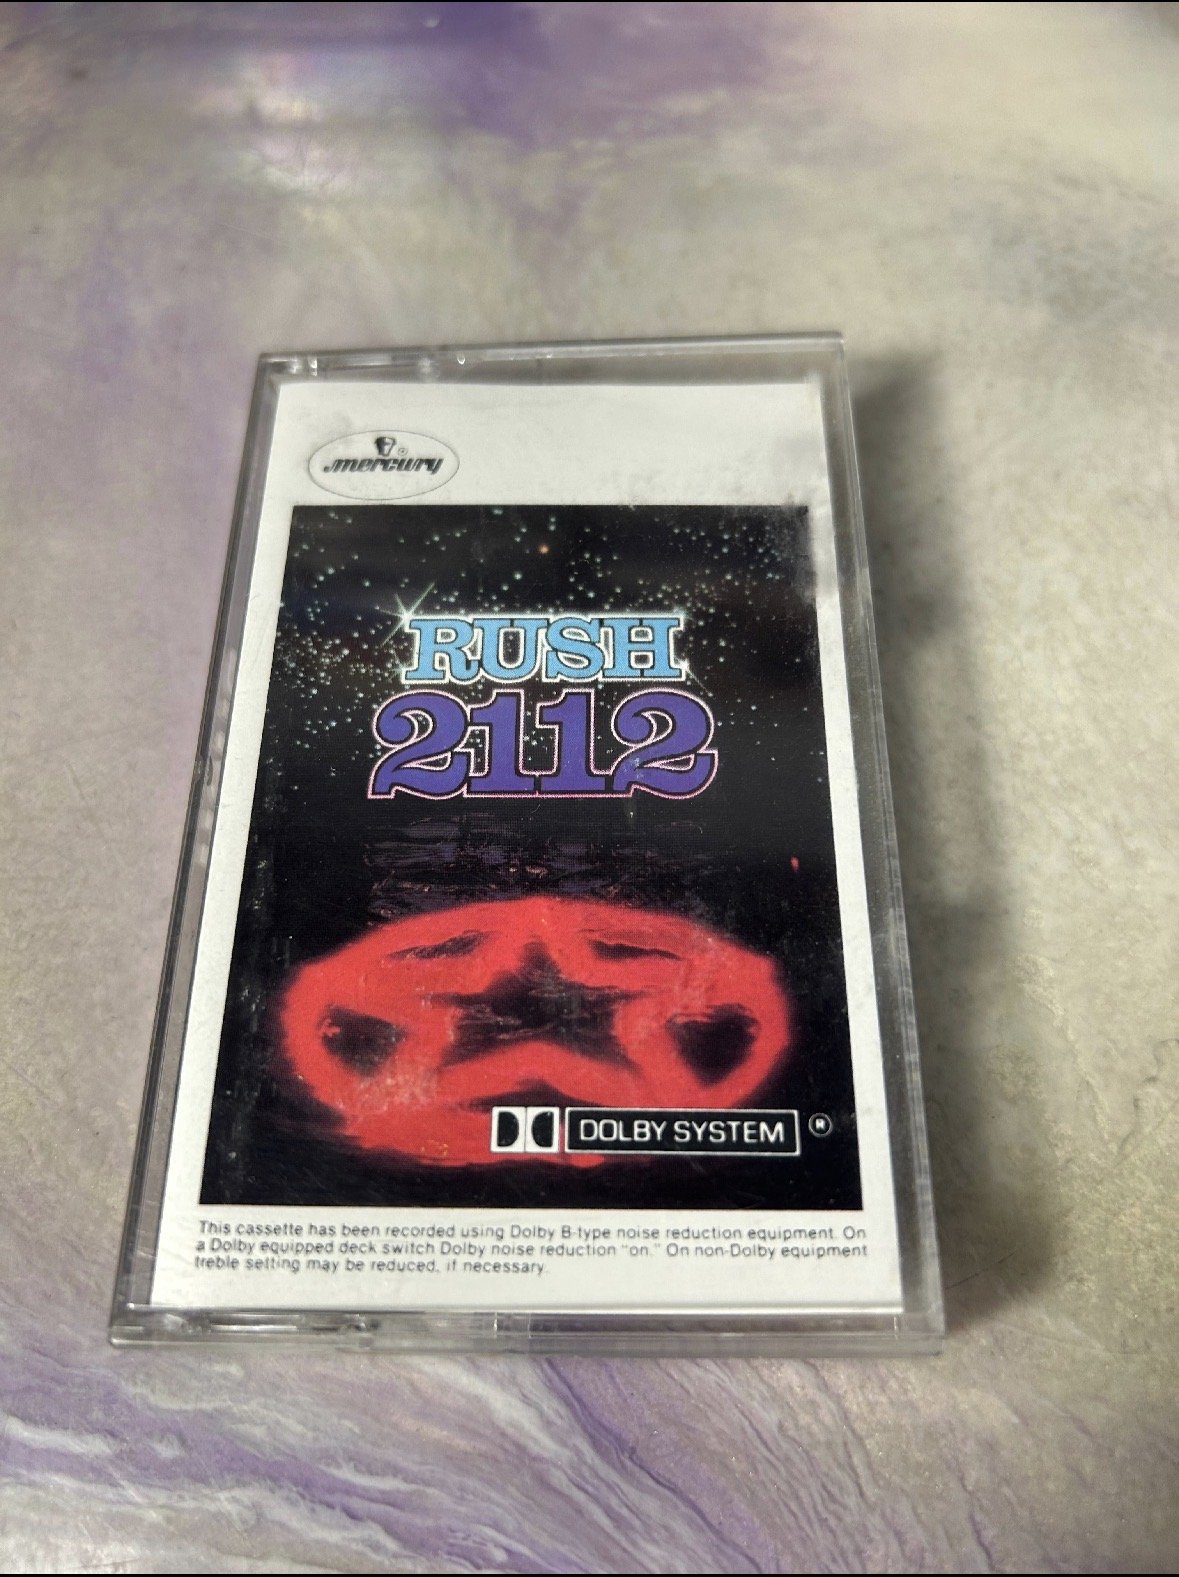 mercury
RUSH
2112
DOLBY SYSTEM ®
This cassette has been recorded using Dolby B-type noise reduction equipment. On
a Dolby equipped deck switch Dolby noise reduction "on." On non-Dolby equipment
treble setting may be reduced, if necessary.